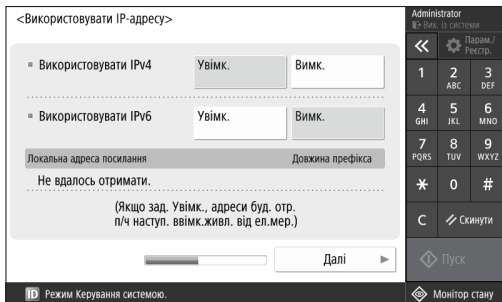 <Використовувати IP-адресу>
Використовувати IPv4 Увімк. Вимк.
Використовувати IPv6 Увімк. Вимк.
Локальна адреса посилання Довжина префікса
Не вдалось отримати.
(Якщо зад. Увімк., адреси буд. отр.
п/ч наступ. ввімк.живл. від ел.мер.)
Далі
ID Режим Керування системою.
Administrator
Вих. із системи
Парам./
Реєстр.
1 2 3
ABC DEF
4 5 6
GHI JKL MNO
7 8 9
PQRS TUV WXYZ
* 0 #
C Скинути
Пуск
Монітор стану